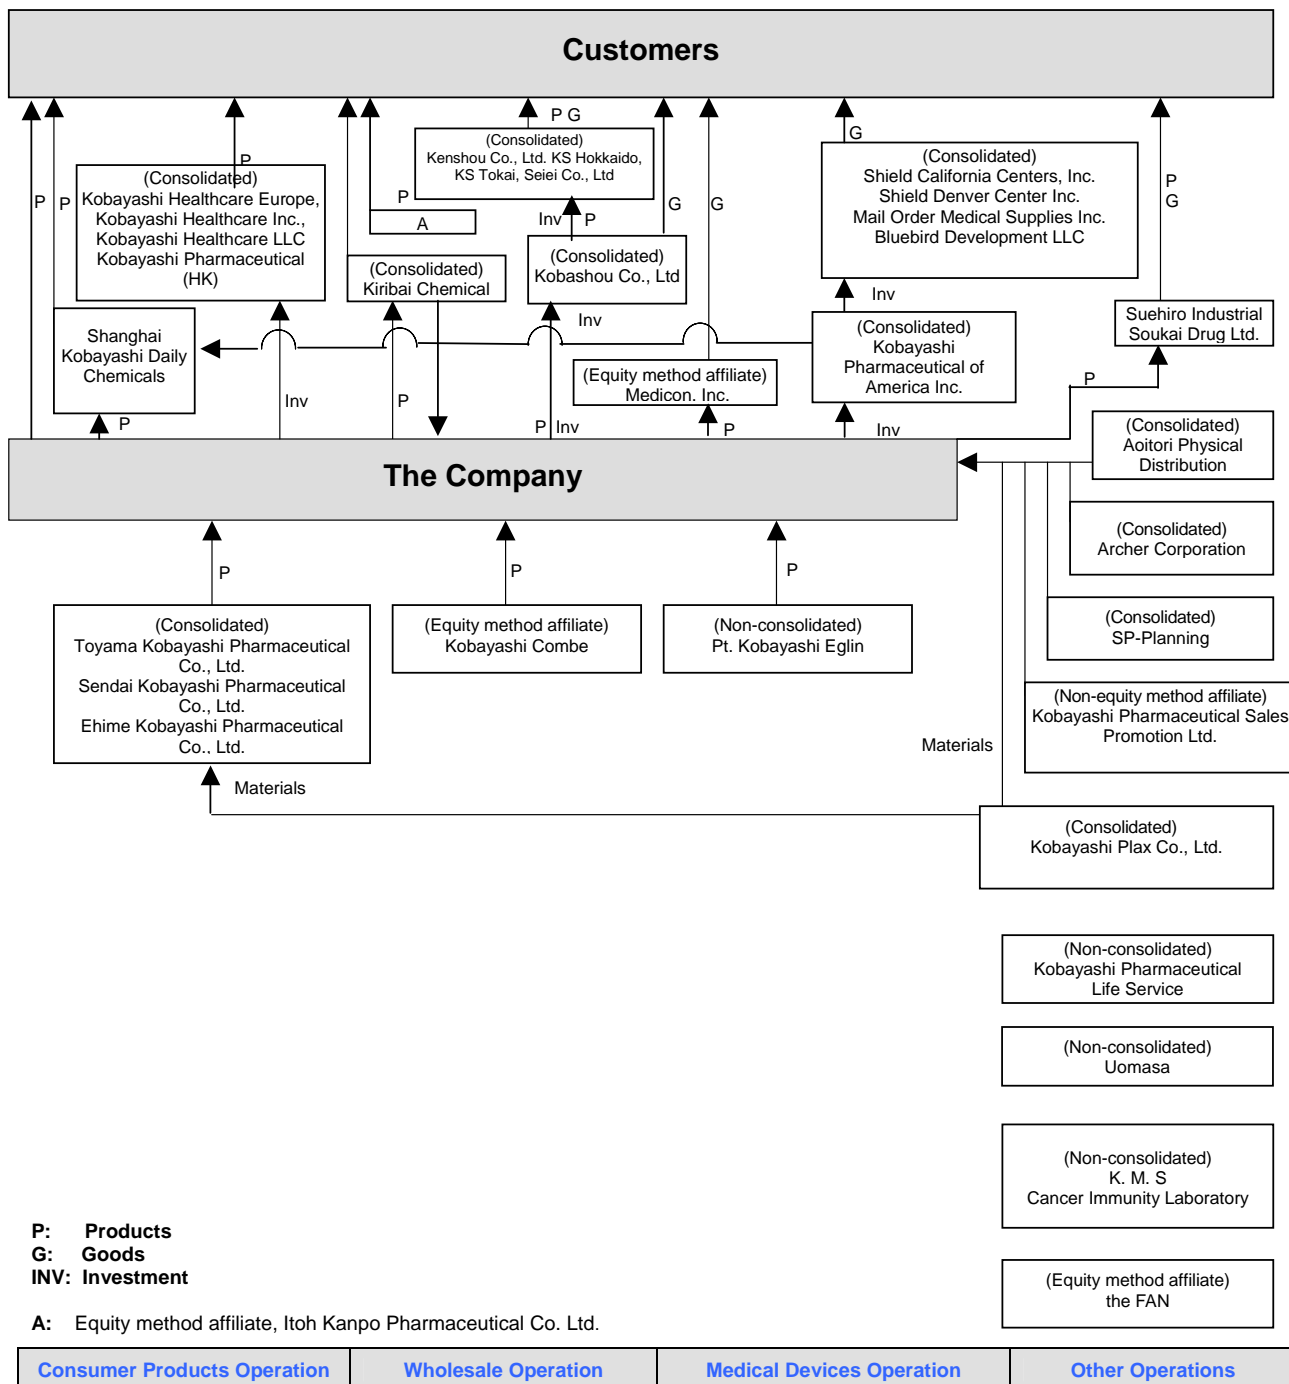 Customers
P
P
P
(Consolidated)
Kobayashi Healthcare Europe,
Kobayashi Healthcare Inc.,
Kobayashi Healthcare LLC
Kobayashi Pharmaceutical
(HK)
P
A
(Consolidated)
Kiribai Chemical
P G
(Consolidated)
Kenshou Co., Ltd. KS Hokkaido,
KS Tokai, Seiei Co., Ltd
Inv
P
G
G
(Consolidated)
Kobashou Co., Ltd
Inv
G
(Consolidated)
Shield California Centers, Inc.
Shield Denver Center Inc.
Mail Order Medical Supplies Inc.
Bluebird Development LLC
Inv
P
G
Suehiro Industrial
Soukai Drug Ltd.
Shanghai
Kobayashi Daily
Chemicals
(Consolidated)
Kobayashi
Pharmaceutical of
America Inc.
(Equity method affiliate)
Medicon. Inc.
P
P
Inv
P
P Inv
P
Inv
The Company
(Consolidated)
Aoitori Physical
Distribution
(Consolidated)
Archer Corporation
(Consolidated)
SP-Planning
(Non-equity method affiliate)
Kobayashi Pharmaceutical Sales
Promotion Ltd.
P
P
P
(Consolidated)
Toyama Kobayashi Pharmaceutical
Co., Ltd.
Sendai Kobayashi Pharmaceutical
Co., Ltd.
Ehime Kobayashi Pharmaceutical
Co., Ltd.
(Equity method affiliate)
Kobayashi Combe
(Non-consolidated)
Pt. Kobayashi Eglin
Materials
Materials
(Consolidated)
Kobayashi Plax Co., Ltd.
(Non-consolidated)
Kobayashi Pharmaceutical
Life Service
(Non-consolidated)
Uomasa
(Non-consolidated)
K. M. S
Cancer Immunity Laboratory
(Equity method affiliate)
the FAN
P: Products
G: Goods
INV: Investment
A: Equity method affiliate, Itoh Kanpo Pharmaceutical Co. Ltd.
Consumer Products Operation Wholesale Operation Medical Devices Operation Other Operations